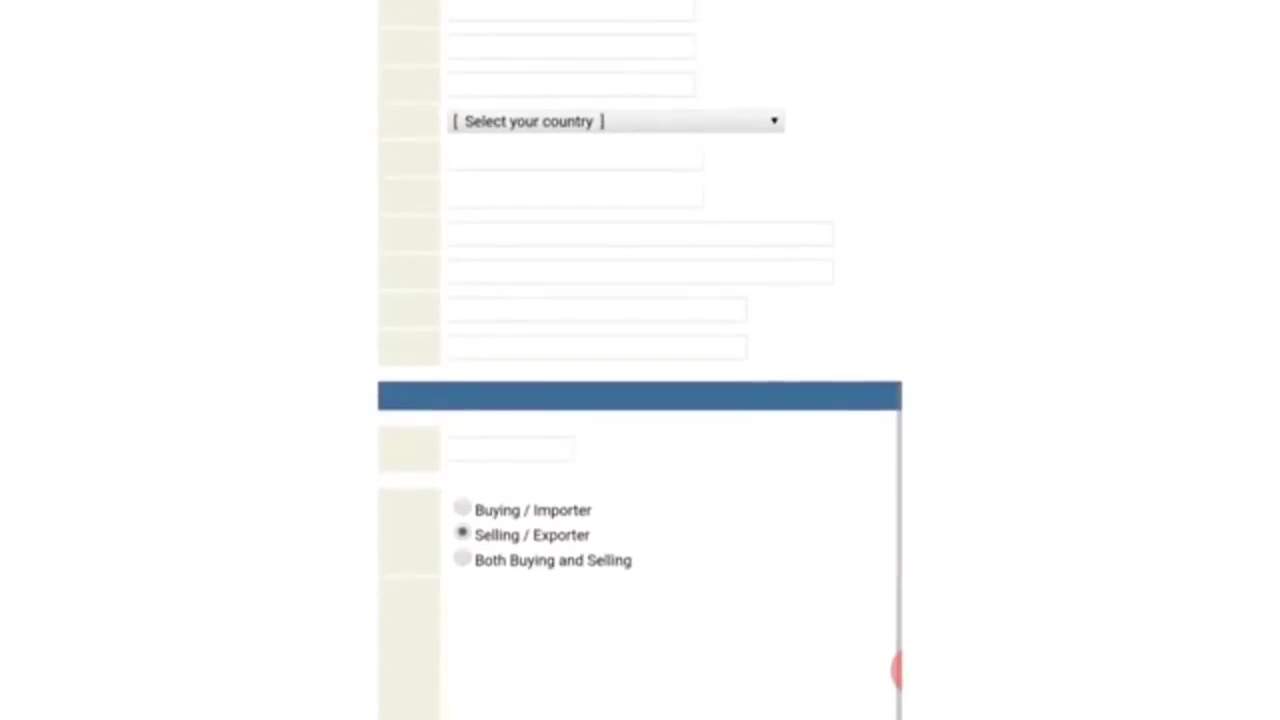 [ Select your country ]
Buying / Importer
Selling / Exporter
Both Buying and Selling